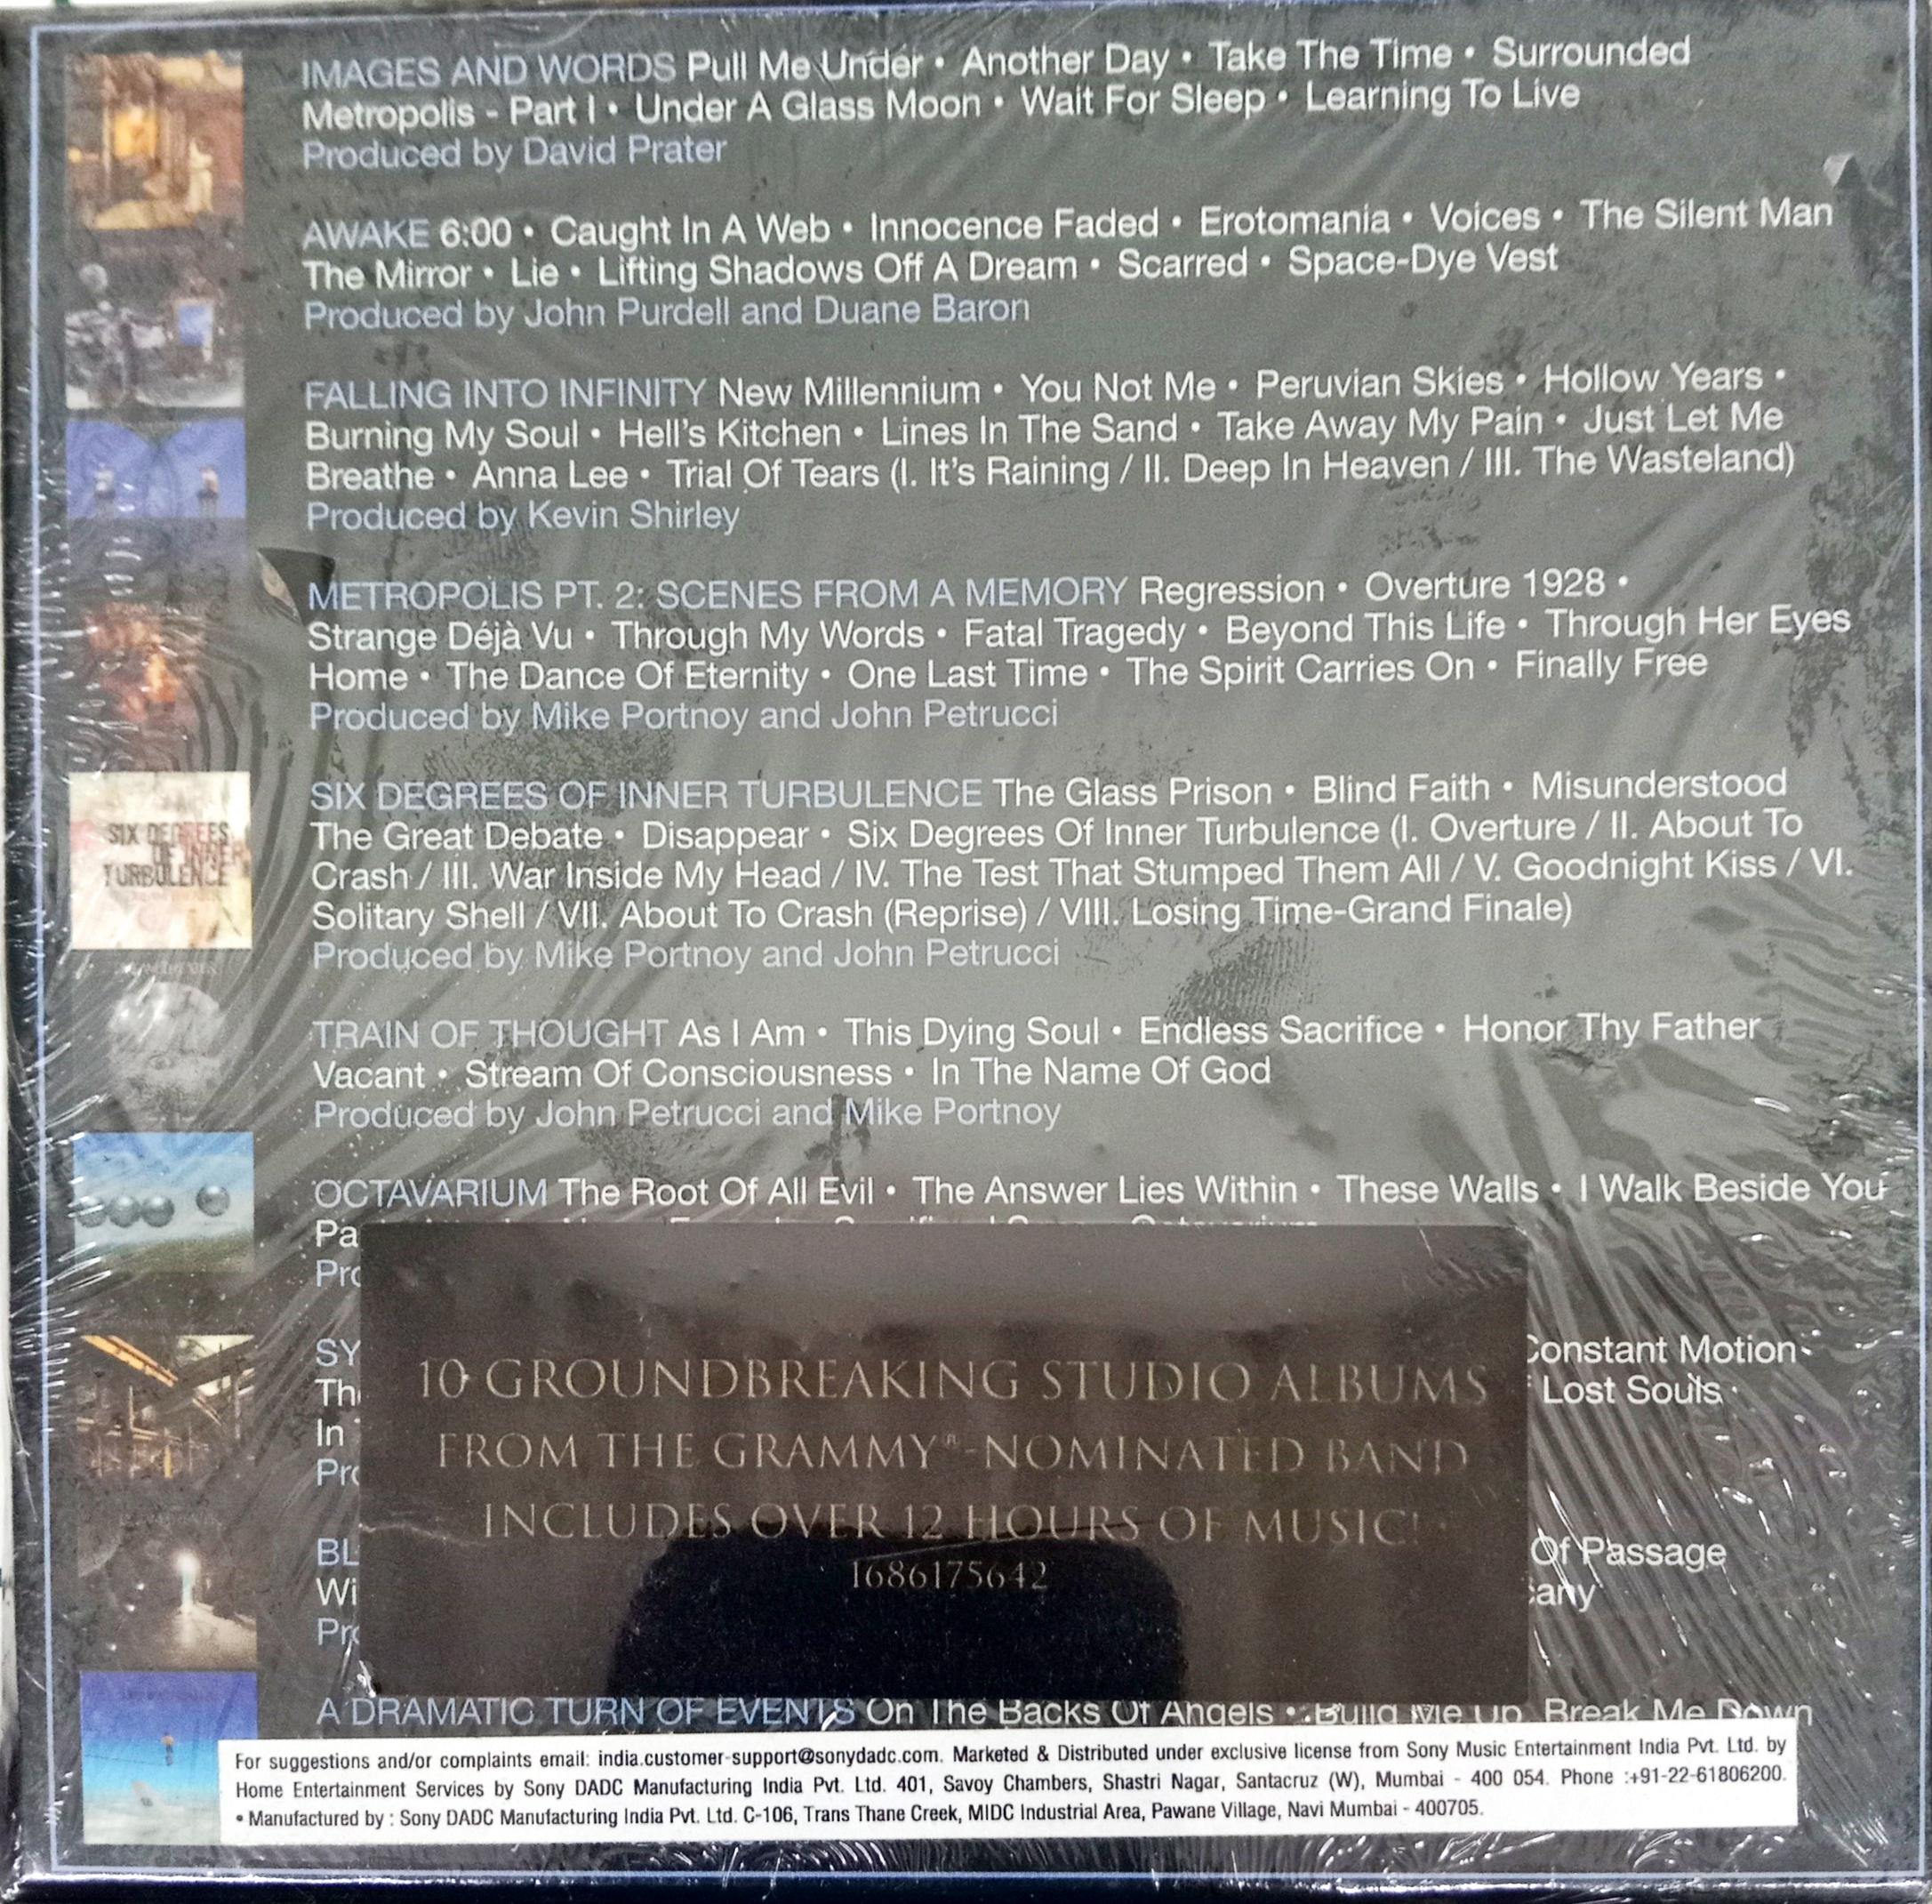 IMAGES AND WORDS Pull Me Under • Another Day • Take The Time • Surrounded
Metropolis - Part I • Under A Glass Moon • Wait For Sleep • Learning To Live
Produced by David Prater
AWAKE 6:00 • Caught In A Web • Innocence Faded • Erotomania • Voices • The Silent Man
The Mirror • Lie • Lifting Shadows Off A Dream • Scarred • Space-Dye Vest
Produced by John Purdell and Duane Baron
FALLING INTO INFINITY New Millennium • You Not Me • Peruvian Skies • Hollow Years •
Burning My Soul • Hell's Kitchen • Lines In The Sand • Take Away My Pain • Just Let Me
Breathe • Anna Lee • Trial Of Tears (I. It's Raining / II. Deep In Heaven / III. The Wasteland)
Produced by Kevin Shirley
METROPOLIS PT. 2: SCENES FROM A MEMORY Regression • Overture 1928 •
Strange Déjà Vu • Through My Words • Fatal Tragedy • Beyond This Life • Through Her Eyes
Home • The Dance Of Eternity • One Last Time • The Spirit Carries On • Finally Free
Produced by Mike Portnoy and John Petrucci
SIX DEGREES OF INNER TURBULENCE
SIX DEGREES OF INNER TURBULENCE The Glass Prison • Blind Faith • Misunderstood
The Great Debate • Disappear • Six Degrees Of Inner Turbulence (I. Overture / II. About To
Crash / III. War Inside My Head / IV. The Test That Stumped Them All / V. Goodnight Kiss / VI.
Solitary Shell / VII. About To Crash (Reprise) / VIII. Losing Time-Grand Finale)
Produced by Mike Portnoy and John Petrucci
TRAIN OF THOUGHT As I Am • This Dying Soul • Endless Sacrifice • Honor Thy Father
Vacant • Stream Of Consciousness • In The Name Of God
Produced by John Petrucci and Mike Portnoy
OCTAVARIUM The Root Of All Evil • The Answer Lies Within • These Walls • I Walk Beside You
Constant Motion •
Lost Souls •
In
10 GROUNDBREAKING STUDIO ALBUMS
FROM THE GRAMMY®-NOMINATED BAND
INCLUDES OVER 12 HOURS OF MUSIC!
1686175642
Of Passage
A DRAMATIC TURN OF EVENTS On The Backs Of Angels • Build Me Up, Break Me Down
For suggestions and/or complaints email: india.customer-support@sonydadc.com. Marketed & Distributed under exclusive license from Sony Music Entertainment India Pvt. Ltd. by
Home Entertainment Services by Sony DADC Manufacturing India Pvt. Ltd. 401, Savoy Chambers, Shastri Nagar, Santacruz (W), Mumbai - 400 054. Phone :+91-22-61806200.
• Manufactured by : Sony DADC Manufacturing India Pvt. Ltd. C-106, Trans Thane Creek, MIDC Industrial Area, Pawane Village, Navi Mumbai - 400705.